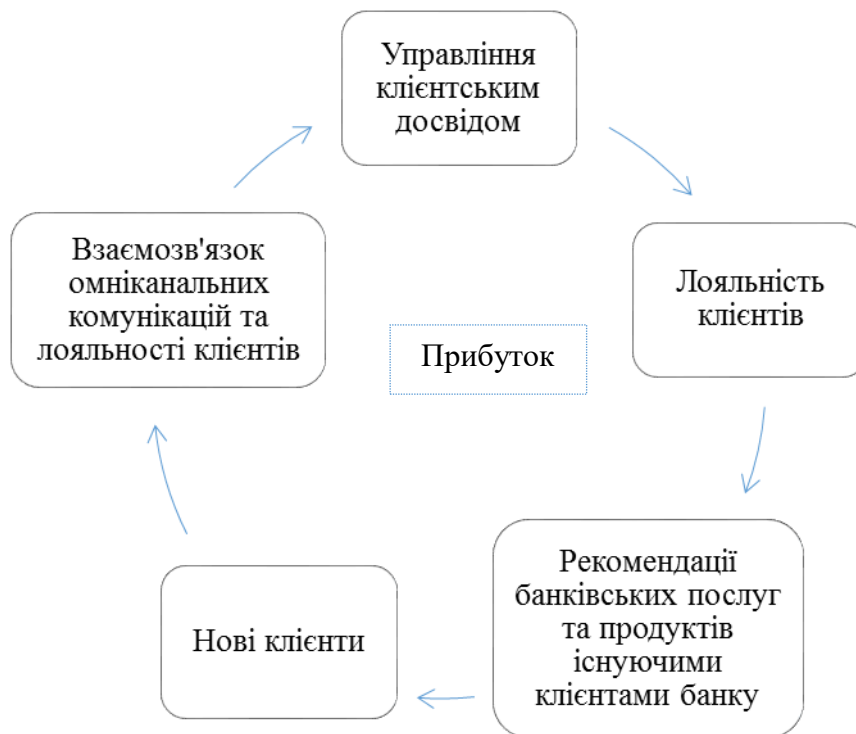 Управління
клієнтським
досвідом
Лояльність
клієнтів
Рекомендації
банківських послуг
та продуктів
існуючими
клієнтами банку
Нові клієнти
Взаємозв'язок
омніканальних
комунікацій та
лояльності клієнтів
Прибуток